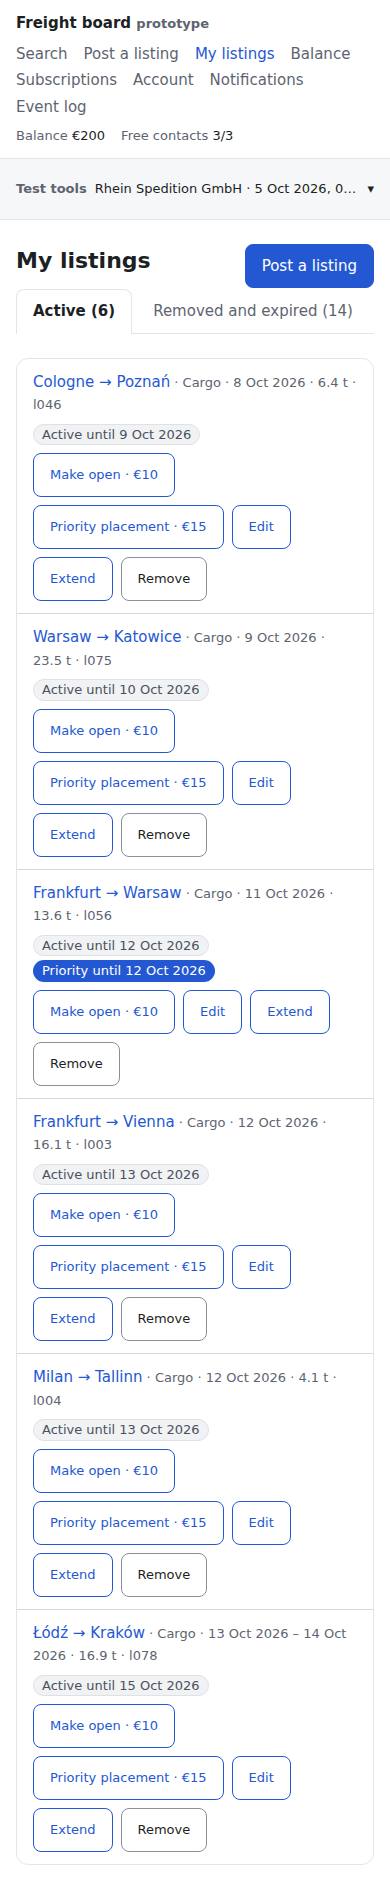 Freight board prototype
Search Post a listing My listings Balance
Subscriptions Account Notifications
Event log
Balance €200 Free contacts 3/3
Test tools Rhein Spedition GmbH · 5 Oct 2026, 0… ▾
My listings
Post a listing
Active (6) Removed and expired (14)
Cologne → Poznań · Cargo · 8 Oct 2026 · 6.4 t ·
l046
Active until 9 Oct 2026
Make open · €10
Priority placement · €15 Edit
Extend Remove
Warsaw → Katowice · Cargo · 9 Oct 2026 ·
23.5 t · l075
Active until 10 Oct 2026
Make open · €10
Priority placement · €15 Edit
Extend Remove
Frankfurt → Warsaw · Cargo · 11 Oct 2026 ·
13.6 t · l056
Active until 12 Oct 2026
Priority until 12 Oct 2026
Make open · €10 Edit Extend
Remove
Frankfurt → Vienna · Cargo · 12 Oct 2026 ·
16.1 t · l003
Active until 13 Oct 2026
Make open · €10
Priority placement · €15 Edit
Extend Remove
Milan → Tallinn · Cargo · 12 Oct 2026 · 4.1 t ·
l004
Active until 13 Oct 2026
Make open · €10
Priority placement · €15 Edit
Extend Remove
Łódź → Kraków · Cargo · 13 Oct 2026 – 14 Oct
2026 · 16.9 t · l078
Active until 15 Oct 2026
Make open · €10
Priority placement · €15 Edit
Extend Remove